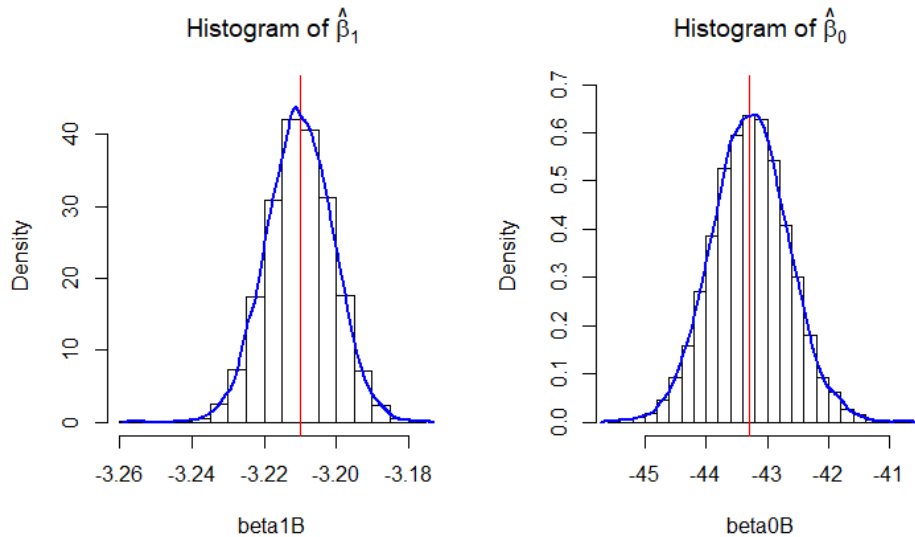 Histogram of β̂₁
Density
0 10 20 30 40
-3.26 -3.22 -3.20 -3.18
beta1B
Histogram of β̂₀
Density
0.0 0.1 0.2 0.3 0.4 0.5 0.6 0.7
-45 -44 -43 -42 -41
beta0B